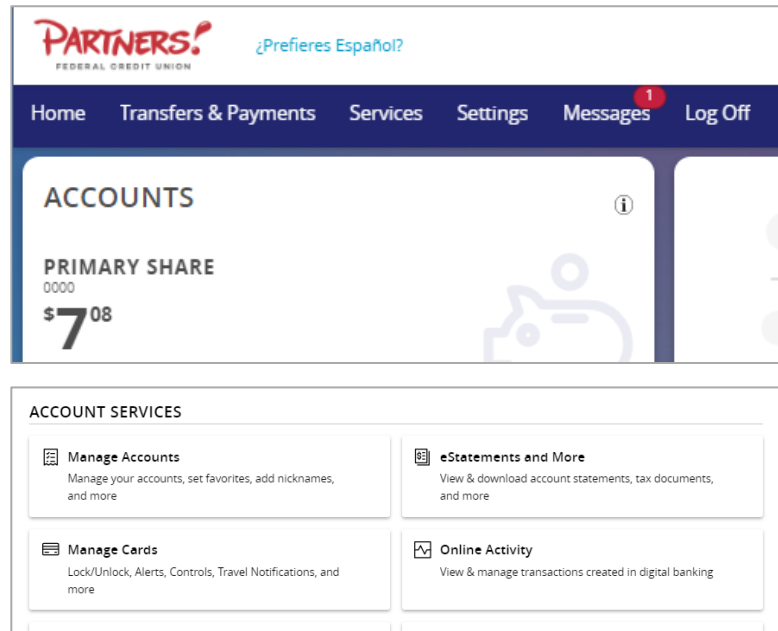 PARTNERS!
FEDERAL CREDIT UNION
¿Prefieres Español?
1
Home Transfers & Payments Services Settings Messages Log Off
ACCOUNTS
PRIMARY SHARE
0000
$7 08
ACCOUNT SERVICES
Manage Accounts
Manage your accounts, set favorites, add nicknames,
and more
eStatements and More
View & download account statements, tax documents,
and more
Manage Cards
Lock/Unlock, Alerts, Controls, Travel Notifications, and
more
Online Activity
View & manage transactions created in digital banking